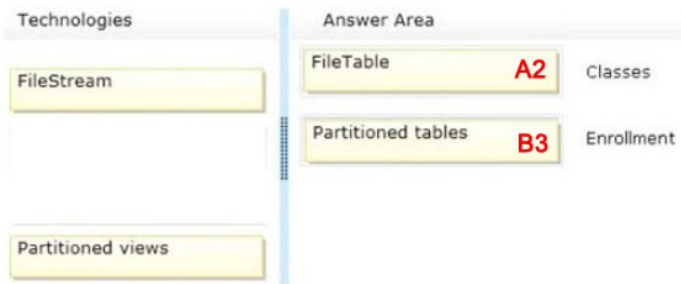 Technologies
Answer Area
FileStream
FileTable A2 Classes
Partitioned tables B3 Enrollment
Partitioned views